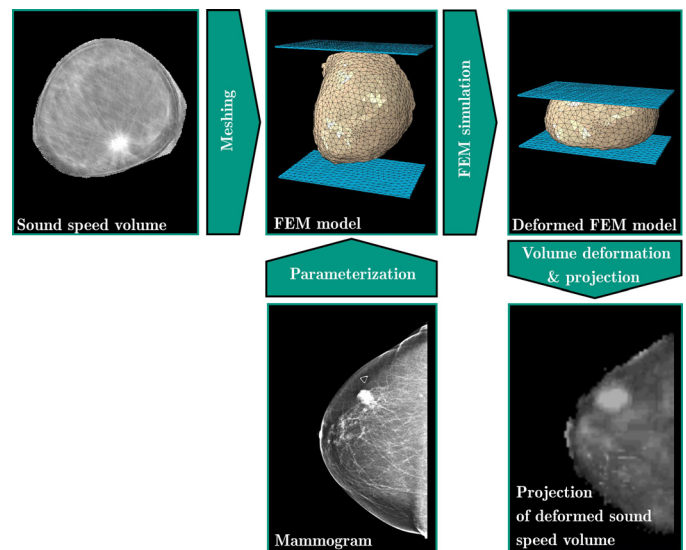 Sound speed volume
Meshing
FEM model
FEM simulation
Deformed FEM model
Parameterization
Volume deformation
& projection
Mammogram
Projection
of deformed sound
speed volume